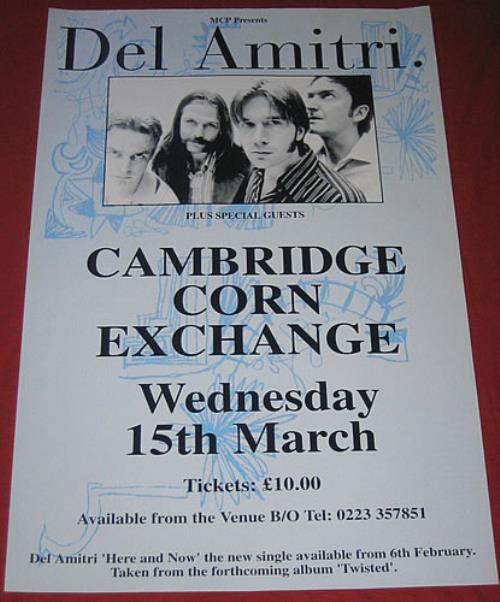 MCP Presents
Del Amitri.
PLUS SPECIAL GUESTS
CAMBRIDGE
CORN
EXCHANGE
Wednesday
15th March
Tickets: £10.00
Available from the Venue B/O Tel: 0223 357851
Del Amitri 'Here and Now' the new single available from 6th February.
Taken from the forthcoming album 'Twisted'.